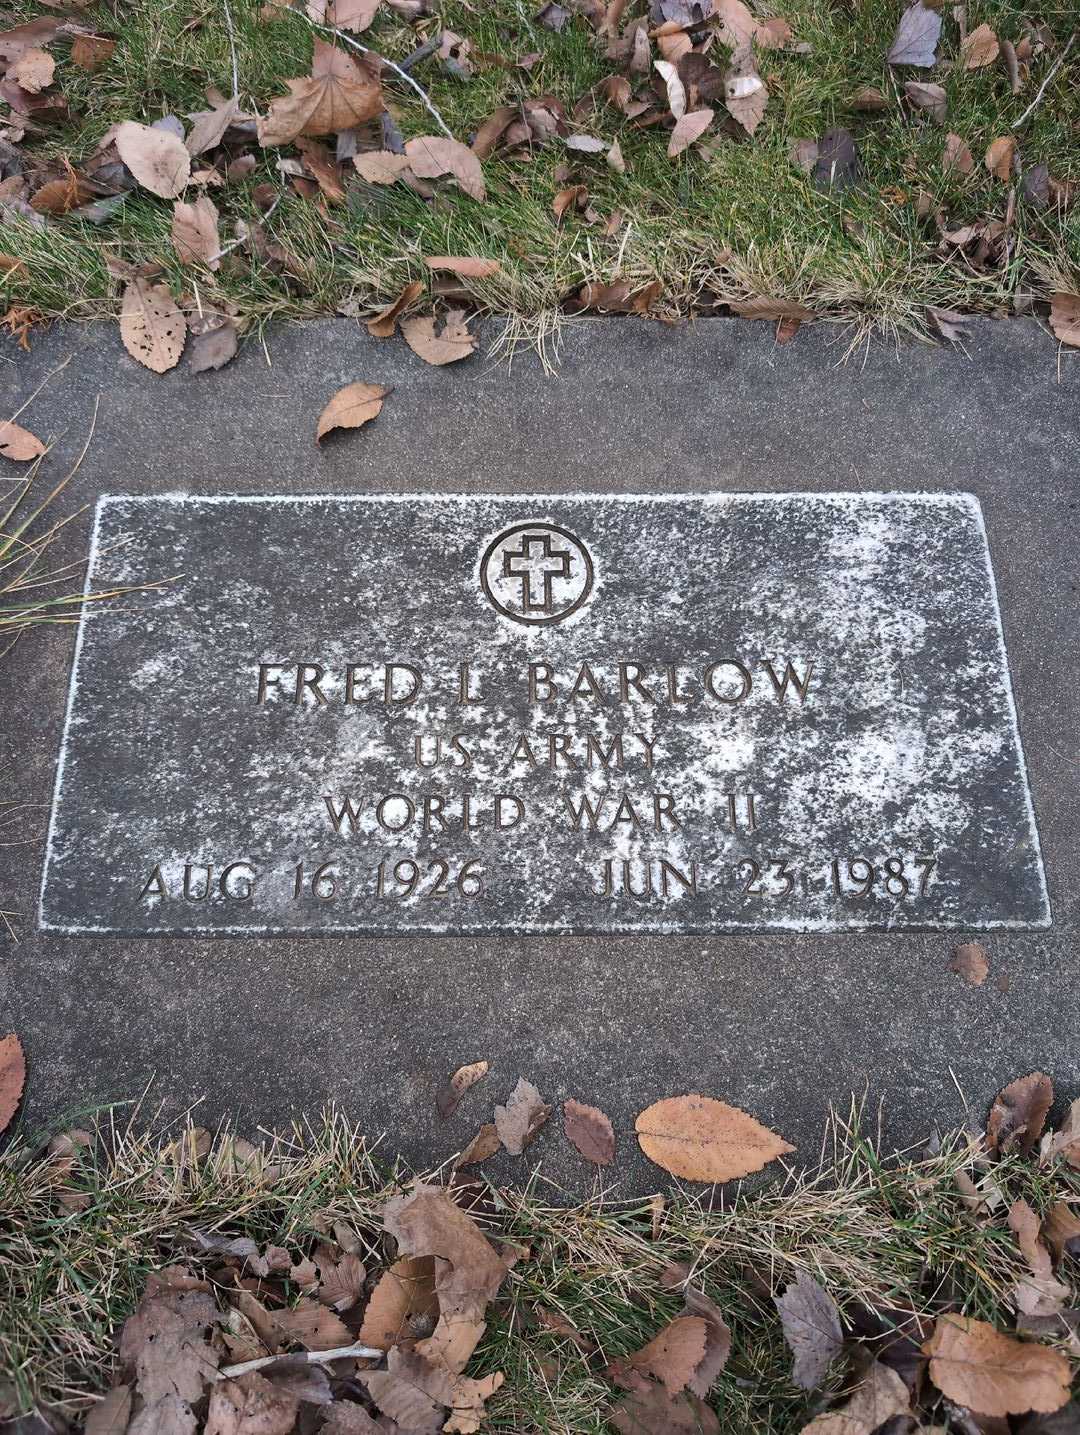 FRED L BARLOW
US ARMY
WORLD WAR II
AUG 16 1926 JUN 23 1987